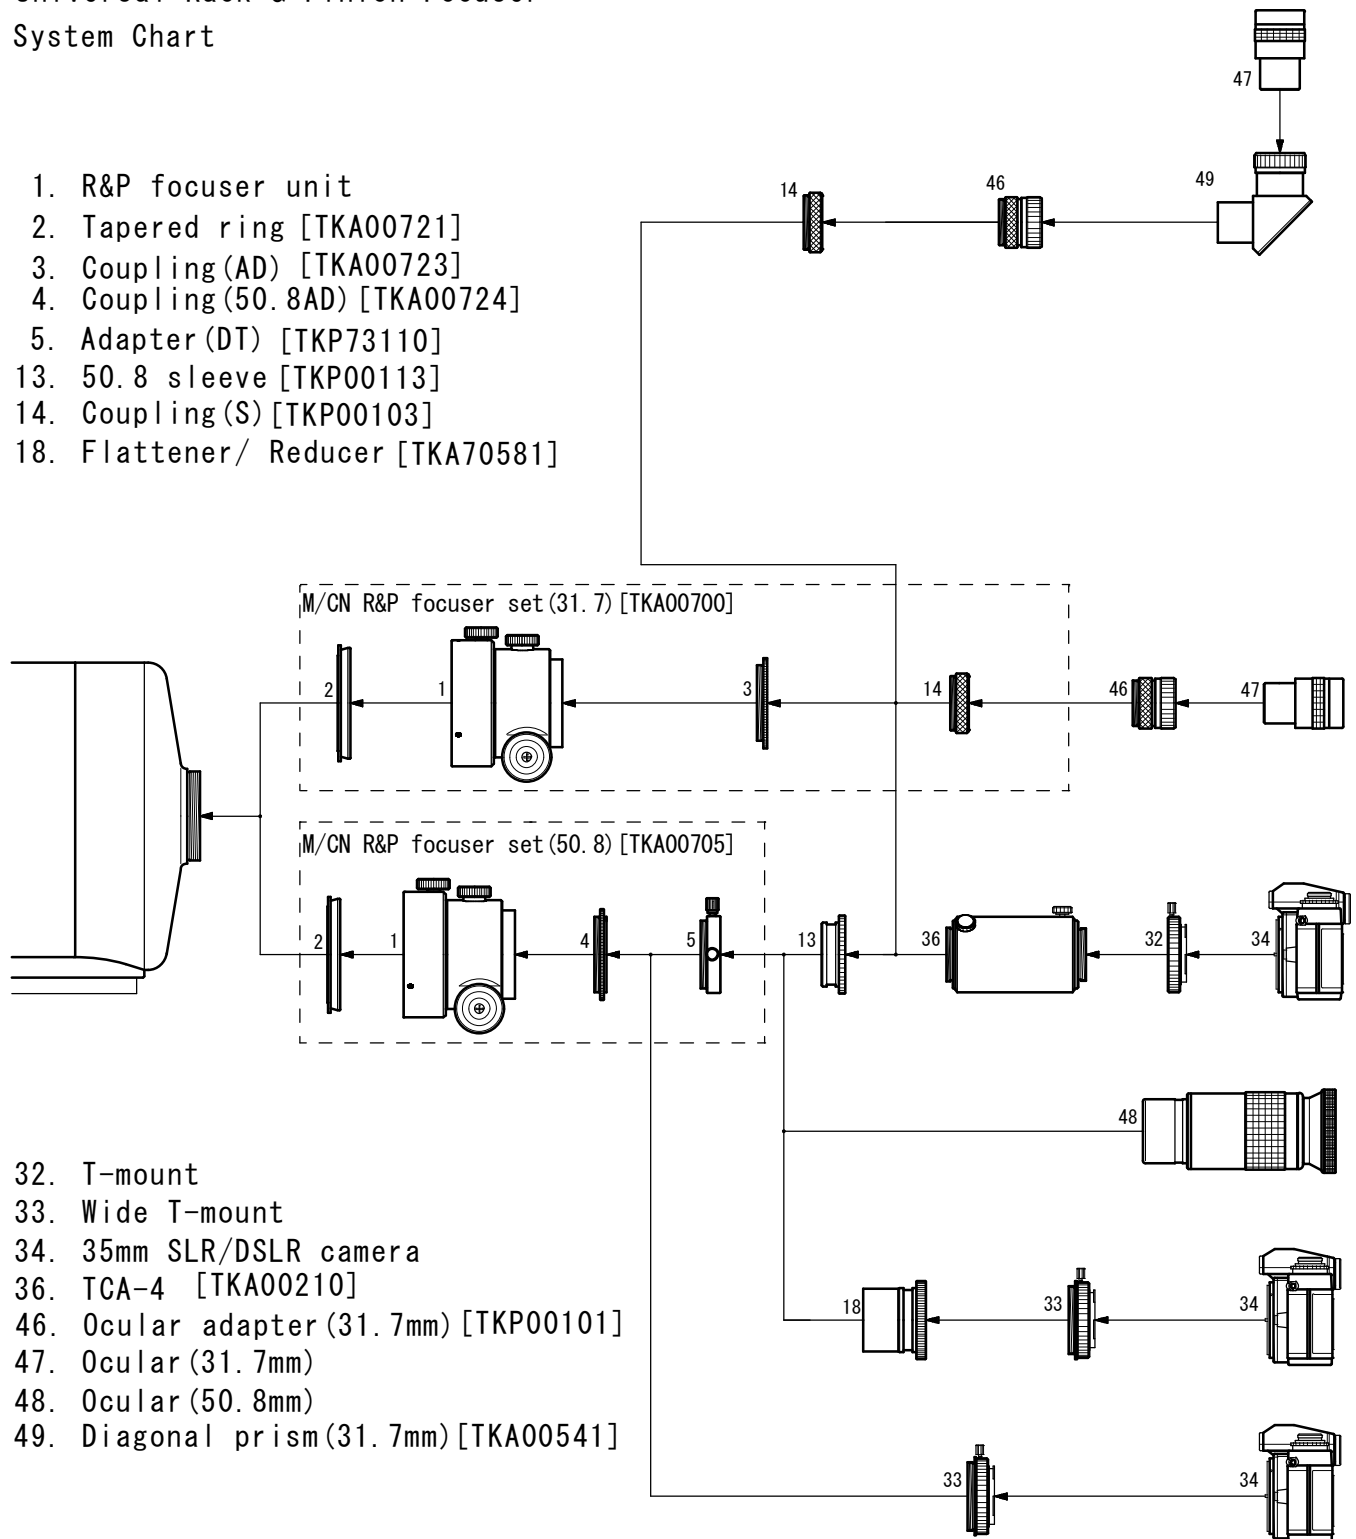 System Chart
47
1. R&P focuser unit
2. Tapered ring [TKA00721]
3. Coupling(AD) [TKA00723]
4. Coupling(50.8AD)[TKA00724]
5. Adapter(DT) [TKP73110]
13. 50.8 sleeve[TKP00113]
14. Coupling(S)[TKP00103]
18. Flattener/ Reducer[TKA70581]
14
46
49
M/CN R&P focuser set(31.7)[TKA00700]
2
1
3
14
46
47
M/CN R&P focuser set(50.8)[TKA00705]
2
1
4
5
13
36
32
34
48
32. T-mount
33. Wide T-mount
34. 35mm SLR/DSLR camera
36. TCA-4 [TKA00210]
46. Ocular adapter(31.7mm)[TKP00101]
47. Ocular(31.7mm)
48. Ocular(50.8mm)
49. Diagonal prism(31.7mm)[TKA00541]
18
33
34
33
34